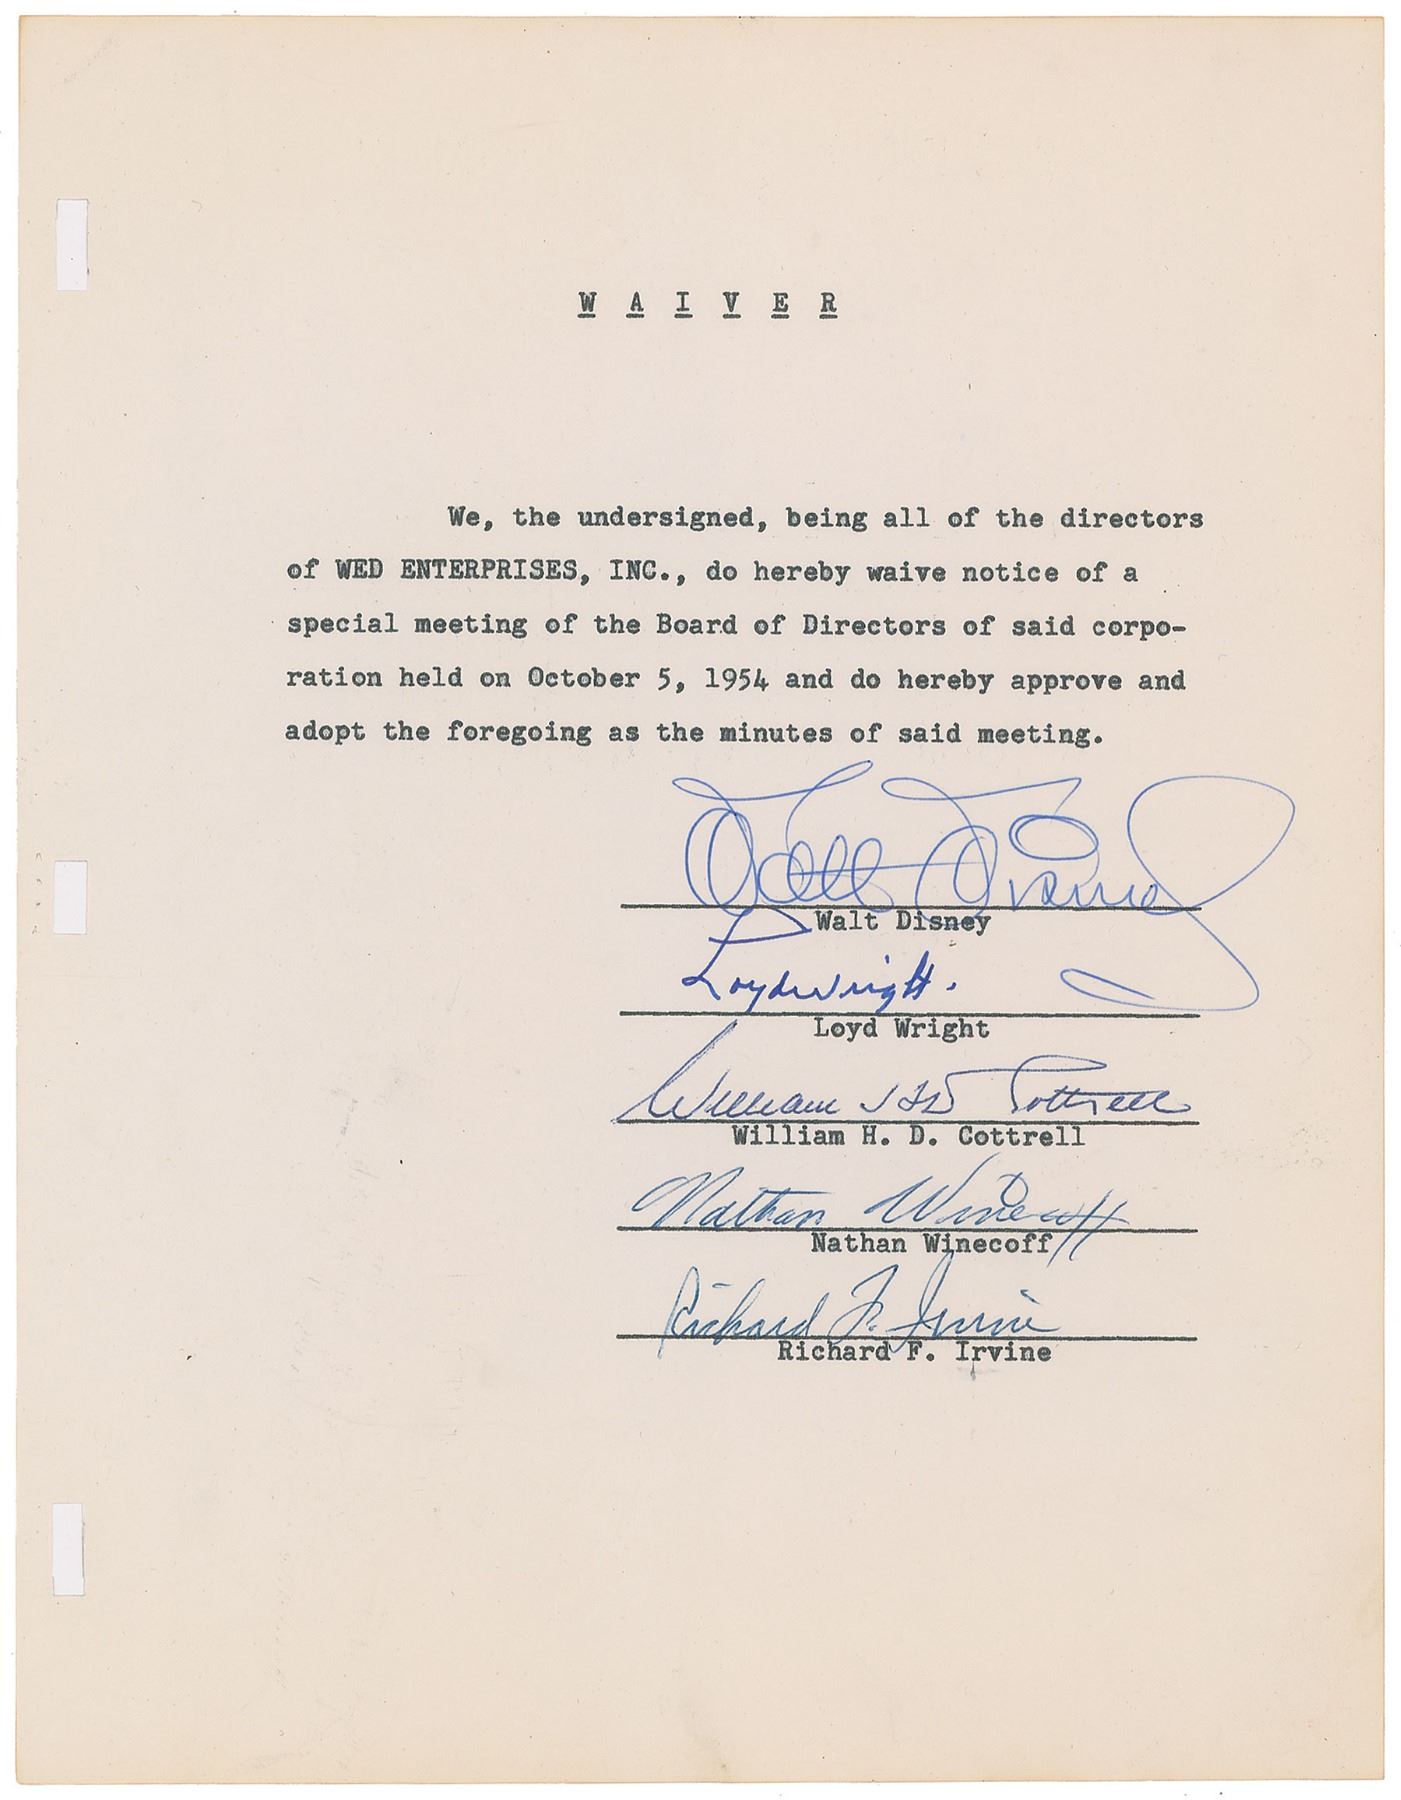 W A I V E R
We, the undersigned, being all of the directors
of WED ENTERPRISES, INC., do hereby waive notice of a
special meeting of the Board of Directors of said corpo-
ration held on October 5, 1954 and do hereby approve and
adopt the foregoing as the minutes of said meeting.
Walt Disney
Walt Disney
Loyd Wright.
Loyd Wright
William H D Cottrell
William H. D. Cottrell
Nathan Winecoff
Nathan Winecoff
Richard F. Irvine
Richard F. Irvine